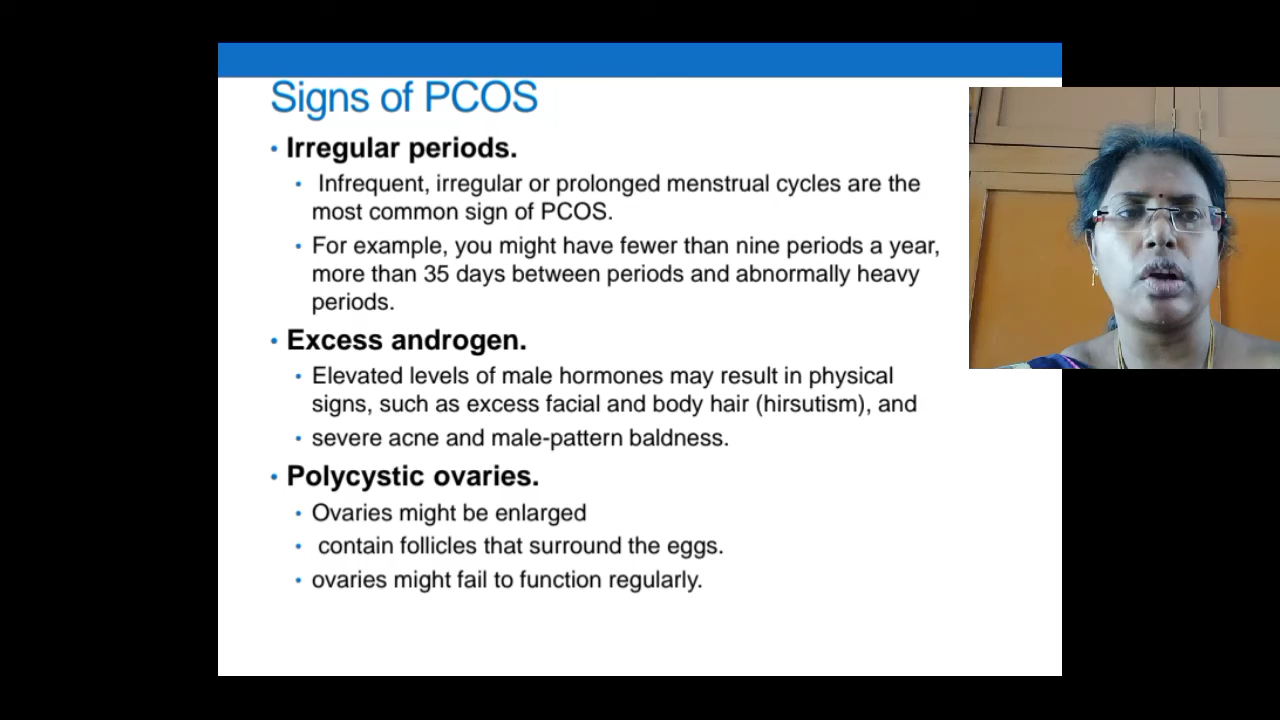 Signs of PCOS
• Irregular periods.
• Infrequent, irregular or prolonged menstrual cycles are the
most common sign of PCOS.
• For example, you might have fewer than nine periods a year,
more than 35 days between periods and abnormally heavy
periods.
• Excess androgen.
• Elevated levels of male hormones may result in physical
signs, such as excess facial and body hair (hirsutism), and
• severe acne and male-pattern baldness.
• Polycystic ovaries.
• Ovaries might be enlarged
• contain follicles that surround the eggs.
• ovaries might fail to function regularly.